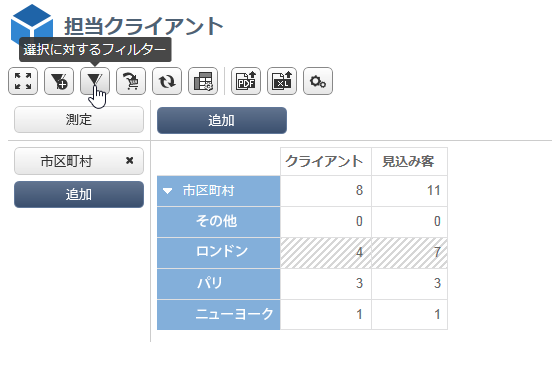 担当クライアント
選択に対するフィルター
PDF XL
測定 追加
市区町村 ×
追加
クライアント 見込み客
市区町村 8 11
その他 0 0
ロンドン 4 7
パリ 3 3
ニューヨーク 1 1